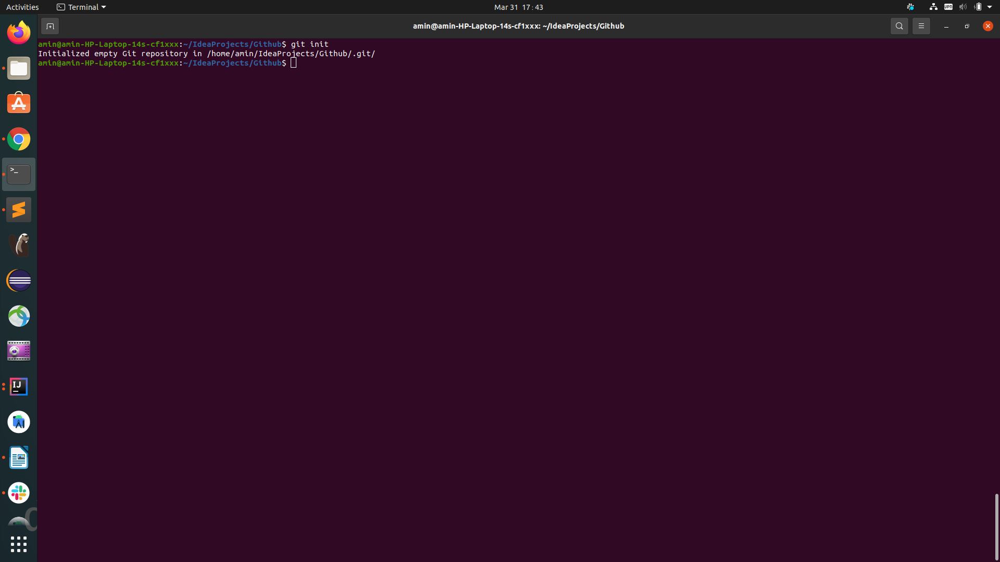 Activities
Terminal
Mar 31 17:43
VPN
amin@amin-HP-Laptop-14s-cf1xxx: ~/IdeaProjects/Github
amin@amin-HP-Laptop-14s-cf1xxx:~/IdeaProjects/Github$ git init
Initialized empty Git repository in /home/amin/IdeaProjects/Github/.git/
amin@amin-HP-Laptop-14s-cf1xxx:~/IdeaProjects/Github$
>_
IJ